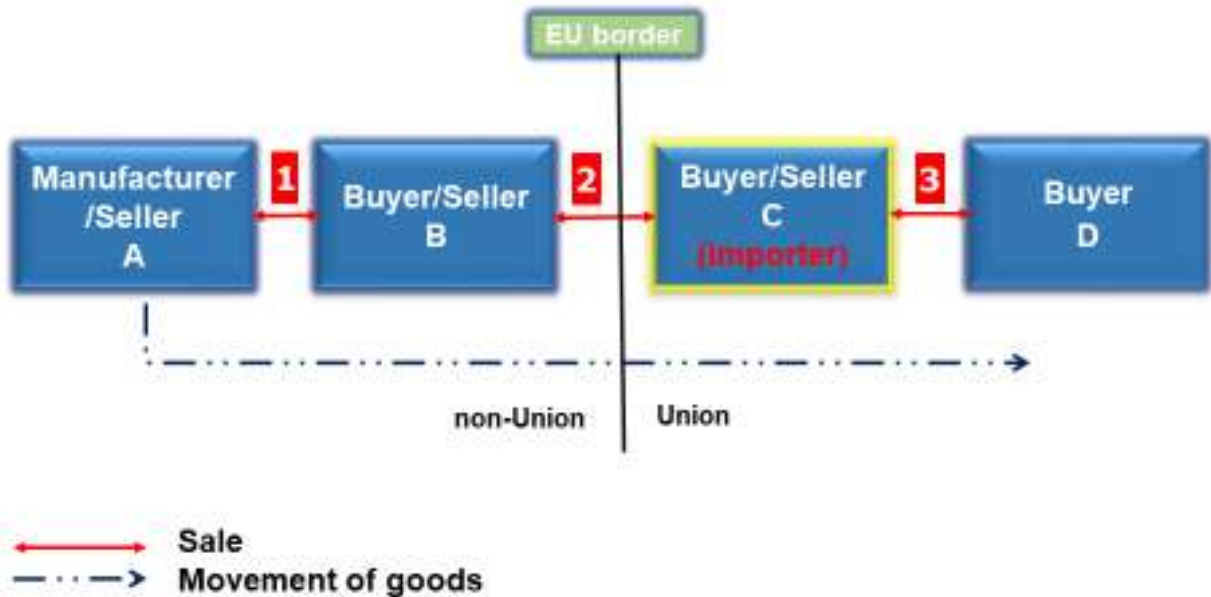 EU border
Manufacturer
/Seller
A
1
Buyer/Seller
B
2
Buyer/Seller
C
(importer)
3
Buyer
D
non-Union
Union
Sale
Movement of goods